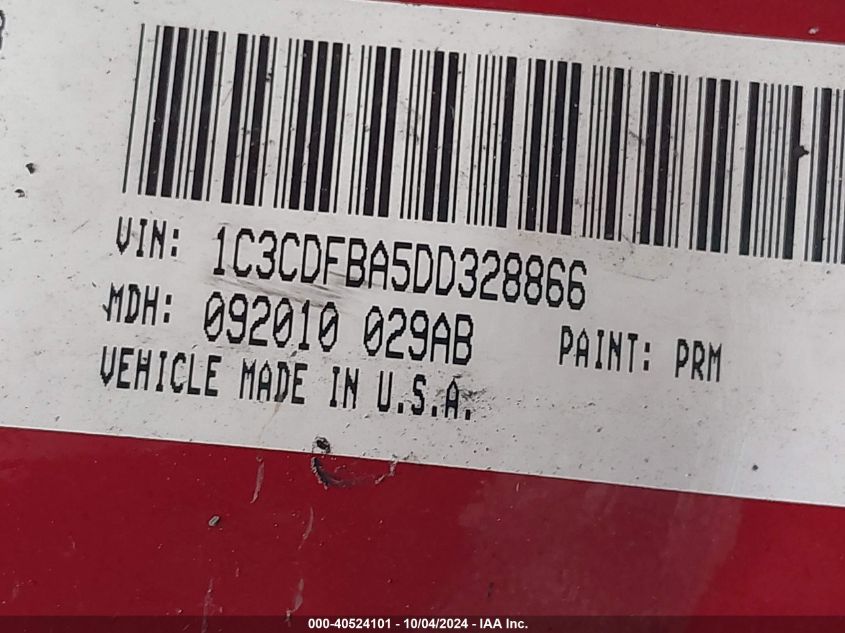 VIN: 1C3CDFBA5DD328866
MDH: 092010 029AB PAINT: PRM
VEHICLE MADE IN U.S.A.
000-40524101 - 10/04/2024 - IAA Inc.